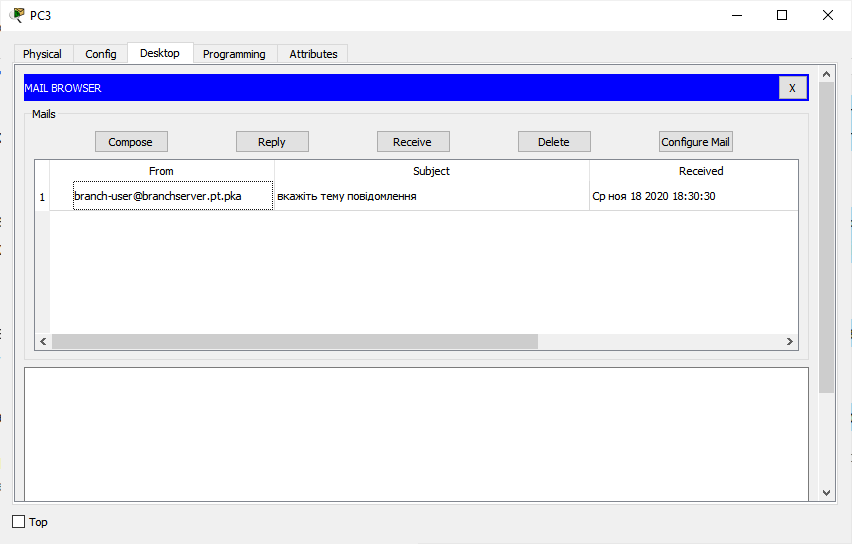 PC3
Physical Config Desktop Programming Attributes
MAIL BROWSER X
Mails
Compose Reply Receive Delete Configure Mail
From Subject Received
1 branch-user@branchserver.pt.pka вкажіть тему повідомлення Ср ноя 18 2020 18:30:30
Top